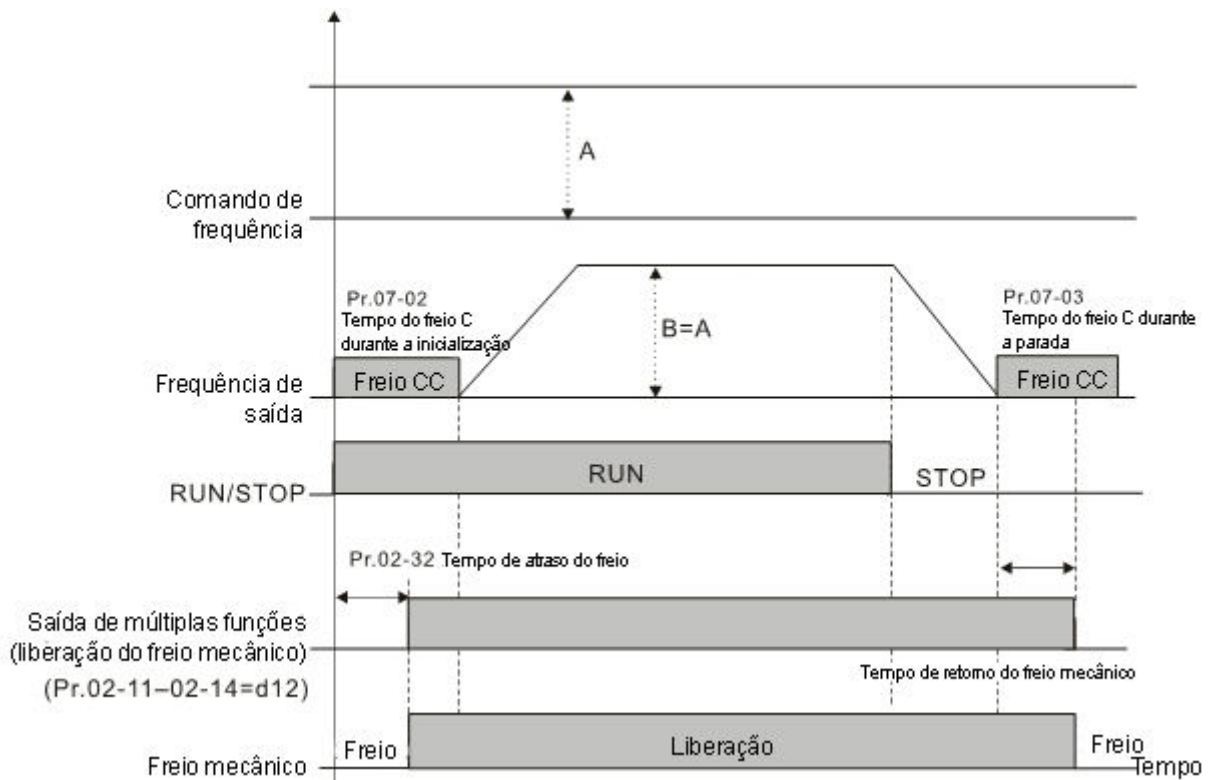 A
Comando de
frequência
Pr.07-02
Tempo do freio C
durante a inicialização
Pr.07-03
Tempo do freio C durante
a parada
B=A
Freio CC
Freio CC
Frequência de
saída
RUN
STOP
RUN/STOP
Pr.02-32 Tempo de atraso do freio
Saída de múltiplas funções
(liberação do freio mecânico)
(Pr.02-11–02-14=d12)
Tempo de retorno do freio mecânico
Freio
Liberação
Freio
Freio mecânico
Tempo